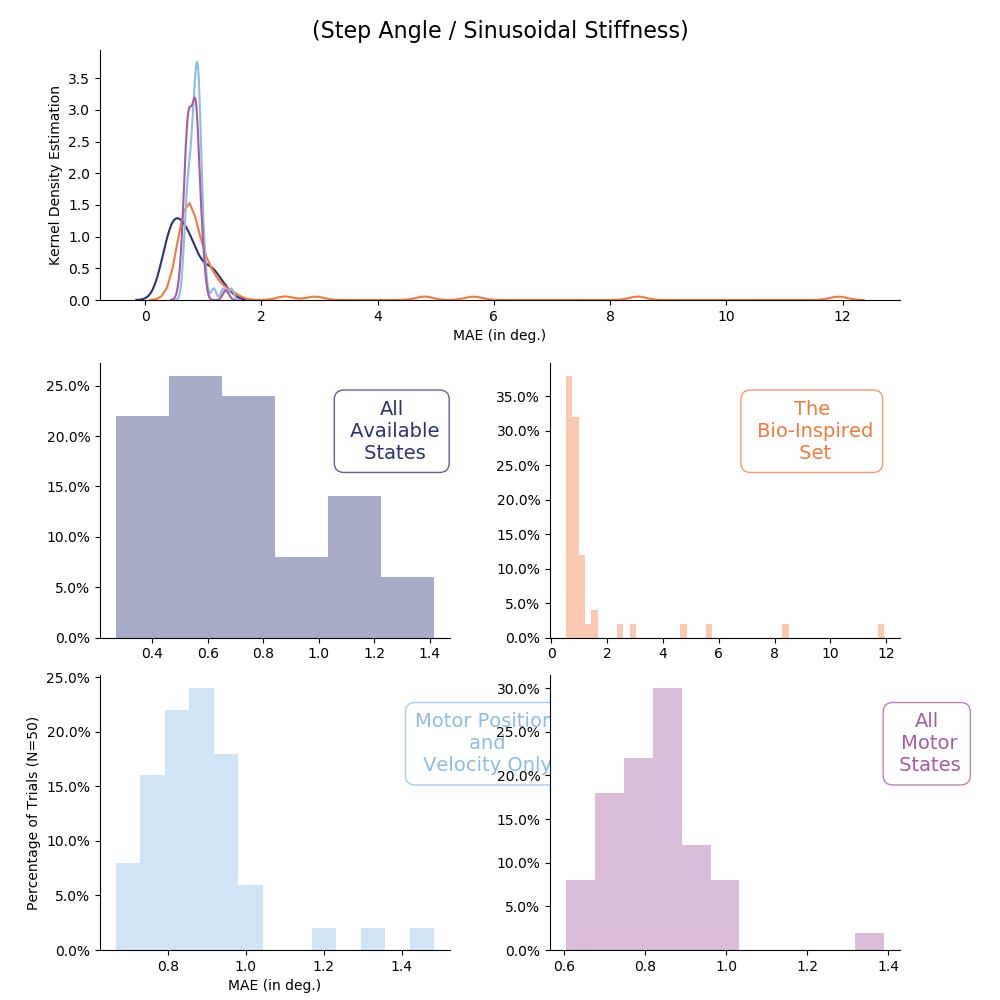 (Step Angle / Sinusoidal Stiffness)
Kernel Density Estimation
3.5
3.0
2.5
2.0
1.5
1.0
0.5
0.0
0 2 4 6 8 10 12
MAE (in deg.)
25.0%
20.0%
15.0%
10.0%
5.0%
0.0%
0.4 0.6 0.8 1.0 1.2 1.4
All
Available
States
35.0%
30.0%
25.0%
20.0%
15.0%
10.0%
5.0%
0.0%
0 2 4 6 8 10 12
The
Bio-Inspired
Set
Percentage of Trials (N=50)
25.0%
20.0%
15.0%
10.0%
5.0%
0.0%
0.8 1.0 1.2 1.4
MAE (in deg.)
Motor Position
and
Velocity Only
30.0%
25.0%
20.0%
15.0%
10.0%
5.0%
0.0%
0.6 0.8 1.0 1.2 1.4
All
Motor
States